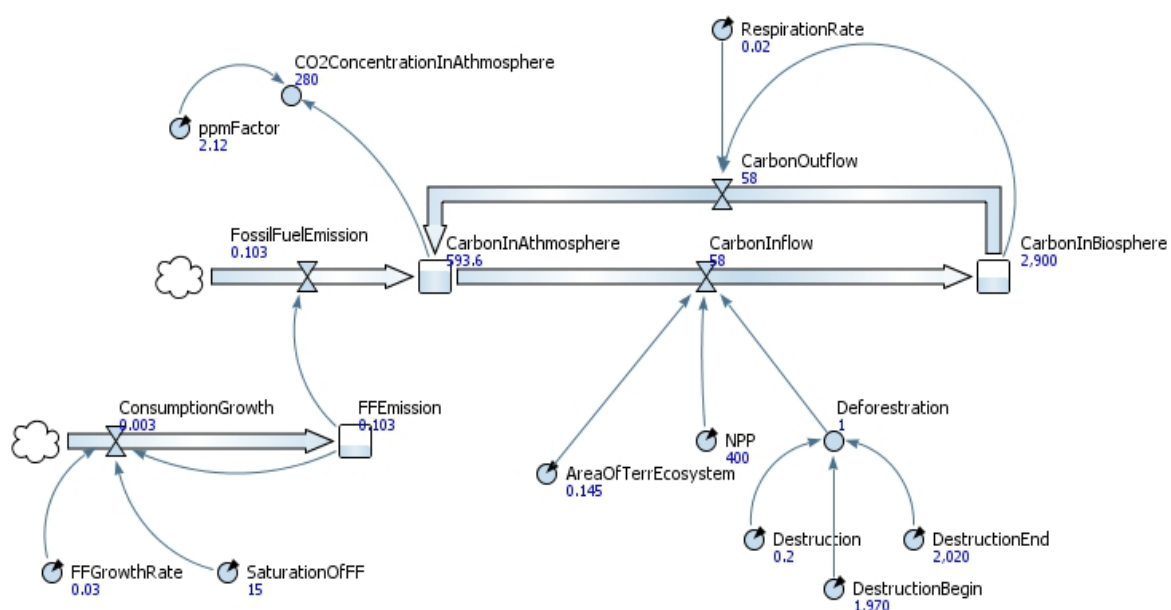 RespirationRate
0.02
CO2ConcentrationInAthmosphere
280
ppmFactor
2.12
CarbonOutflow
58
FossilFuelEmission
0.103
CarbonInAthmosphere
593.6
CarbonInflow
58
CarbonInBiosphere
2,900
ConsumptionGrowth
0.003
FFEmission
0.103
Deforestration
1
NPP
400
AreaOfTerrEcosystem
0.145
Destruction
0.2
DestructionEnd
2,020
FFGrowthRate
0.03
SaturationOfFF
15
DestructionBegin
1,970